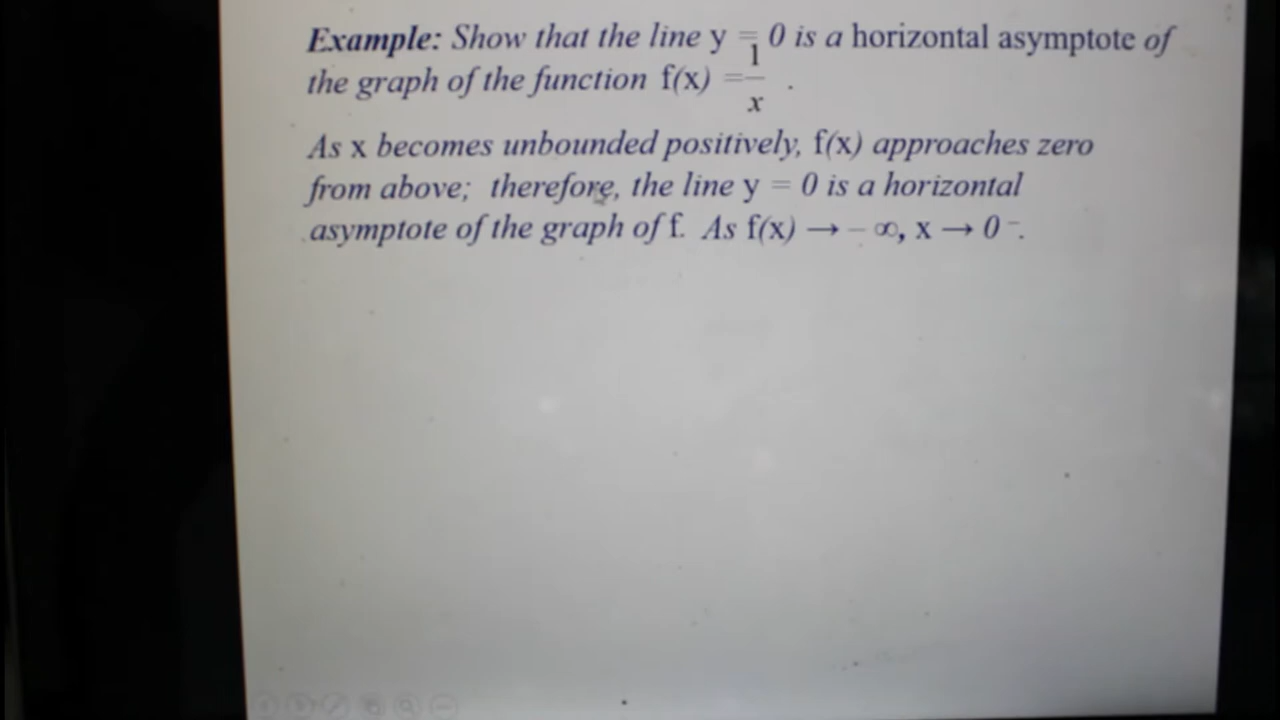 Example: Show that the line y = 0 is a horizontal asymptote of
the graph of the function f(x) = 1/x .
As x becomes unbounded positively, f(x) approaches zero
from above; therefore, the line y = 0 is a horizontal
asymptote of the graph of f. As f(x) → – ∞, x → 0 –.